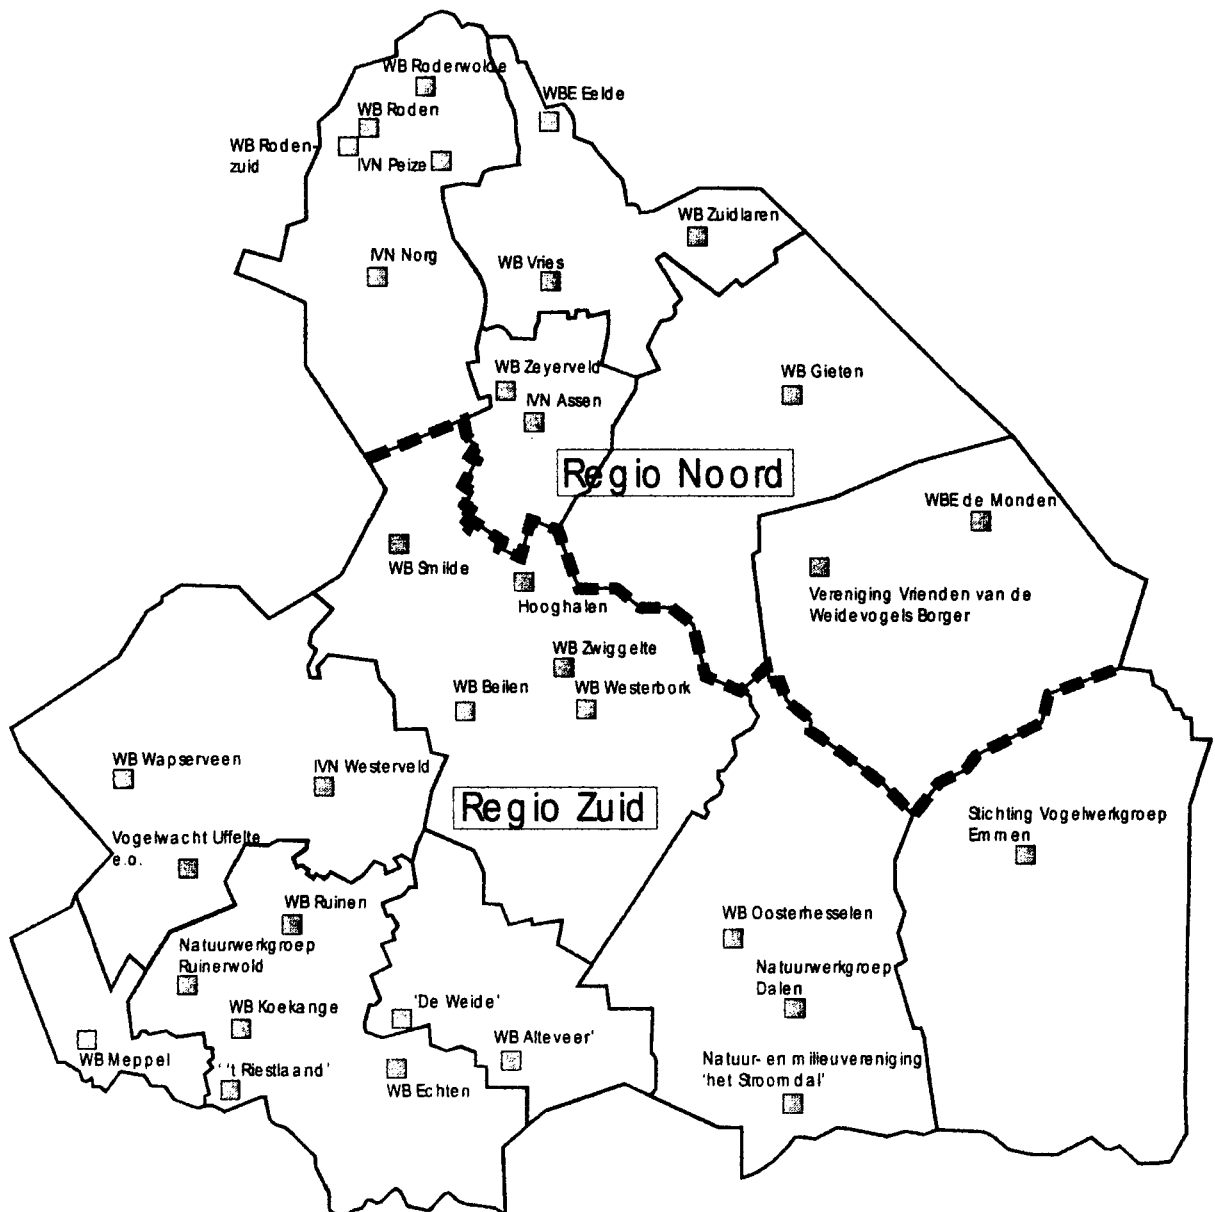 WB Roderwolde
WBE Eelde
WB Roden
WB Roden-
zuid
IVN Peize
WB Zuidlaren
IVN Norg
WB Vries
WB Zeyerveld
WB Gieten
IVN Assen
Regio Noord
WBE de Monden
WB Smilde
Hooghalen
Vereniging Vrienden van de
Weidevogels Borger
WB Zwiggelte
WB Beilen
WB Westerbork
WB Wapserveen
IVN Westerveld
Regio Zuid
Stichting Vogelwerkgroep
Emmen
Vogelwacht Uffelte
e.o.
WB Ruinen
WB Oosterhesselen
Natuurwerkgroep
Ruinerwold
Natuurwerkgroep
Dalen
WB Koekange
'De Weide'
WB Alteveer'
WB Meppel
' 't Riestlaand'
WB Echten
Natuur- en milieuvereniging
'het Stroomdal'